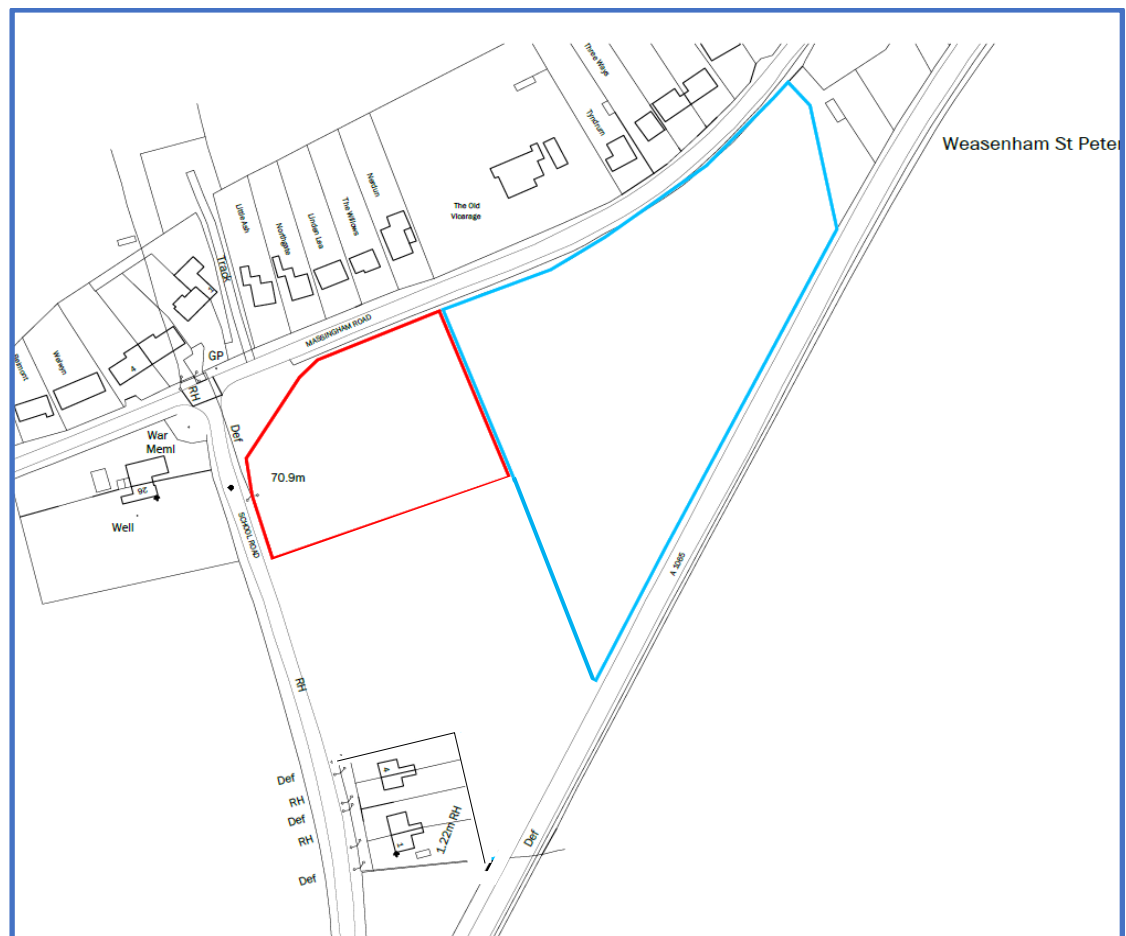 Three Ways
Weasenham St Peter
Tyndrum
Nardun
The Old
Vicarage
The Willows
Linden Lea
Little Ash
Northgate
Track
MASSINGHAM ROAD
GP
Welwyn
4
RH
Def
War
Meml
26
70.9m
Well
SCHOOL ROAD
A 1065
RH
Def
4
RH
Def
RH
1
1.22m RH
Def
Def